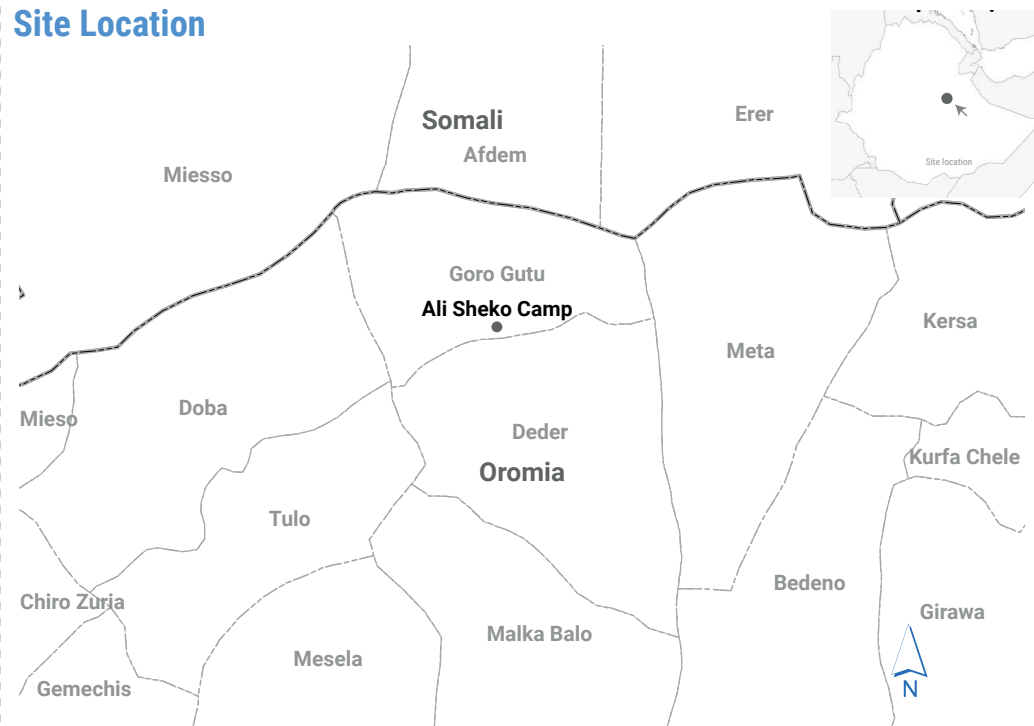 Site Location
Somali
Erer
Afdem
Miesso
Site location
Goro Gutu
Ali Sheko Camp
Kersa
Meta
Mieso
Doba
Deder
Kurfa Chele
Oromia
Tulo
Bedeno
Chiro Zuria
Girawa
Malka Balo
Mesela
Gemechis
N